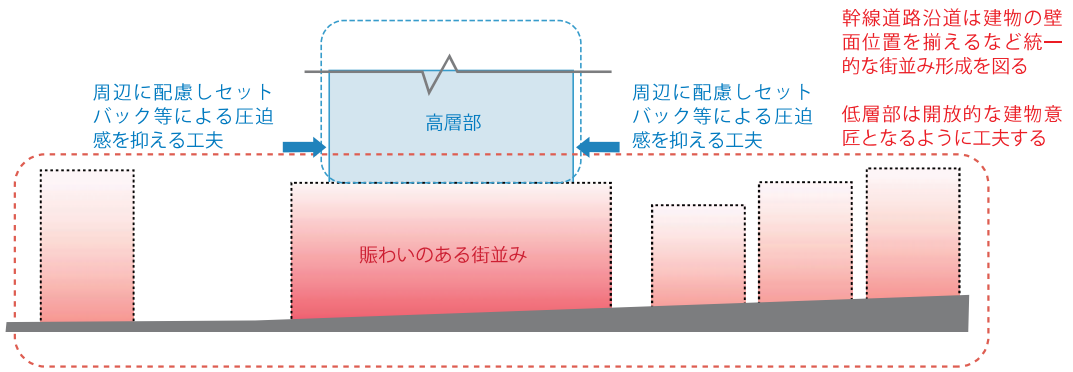 幹線道路沿道は建物の壁
面位置を揃えるなど統一
的な街並み形成を図る
低層部は開放的な建物意
匠となるように工夫する
周辺に配慮しセット
バック等による圧迫
感を抑える工夫
高層部
周辺に配慮しセット
バック等による圧迫
感を抑える工夫
賑わいのある街並み